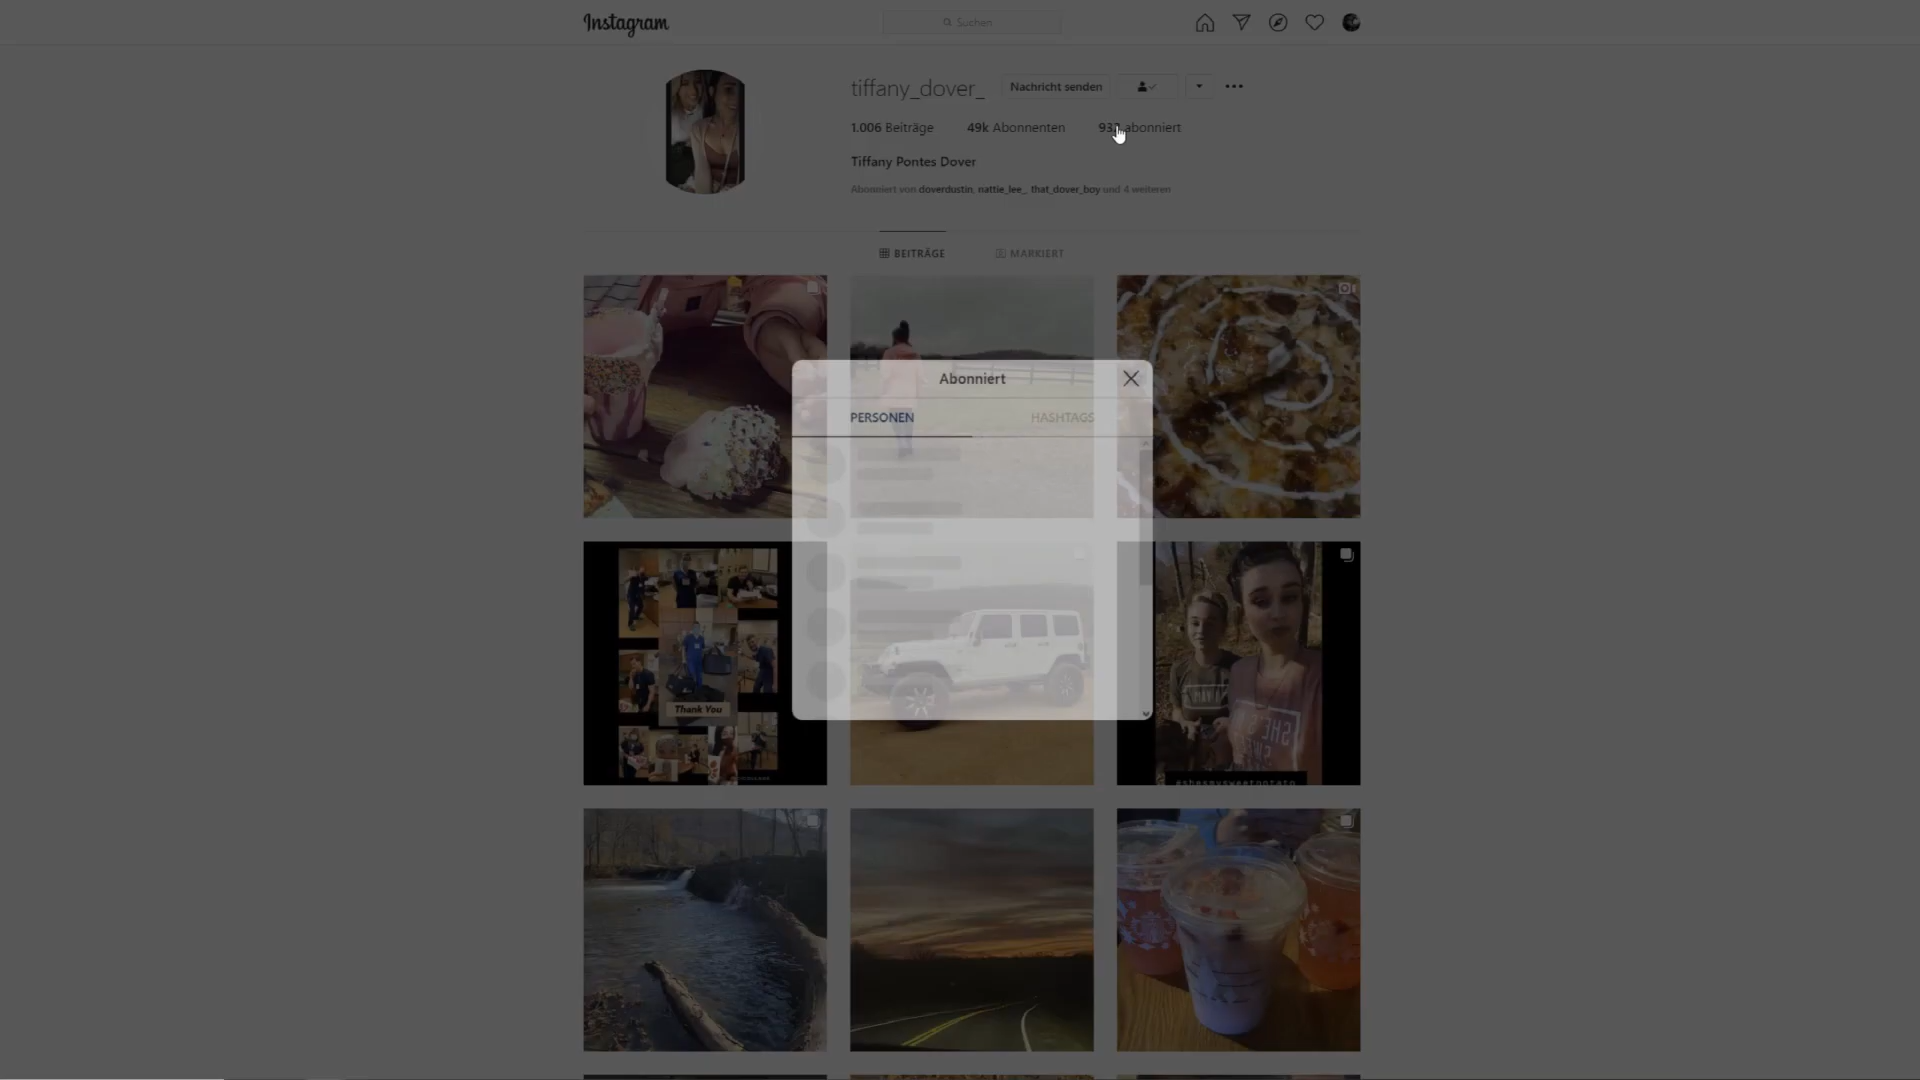 Instagram
Suchen
tiffany_dover_
Nachricht senden
1.006 Beiträge
49k Abonnenten
abonniert
Tiffany Pontes Dover
Abonniert von doverdustin, nattie_lee_, that_dover_boy und 4 weiteren
BEITRÄGE
MARKIERT
Abonniert
PERSONEN
HASHTAGS
Thank You